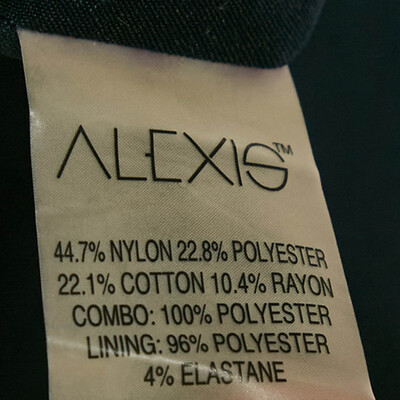 ALEXIS™
44.7% NYLON 22.8% POLYESTER
22.1% COTTON 10.4% RAYON
COMBO: 100% POLYESTER
LINING: 96% POLYESTER
4% ELASTANE